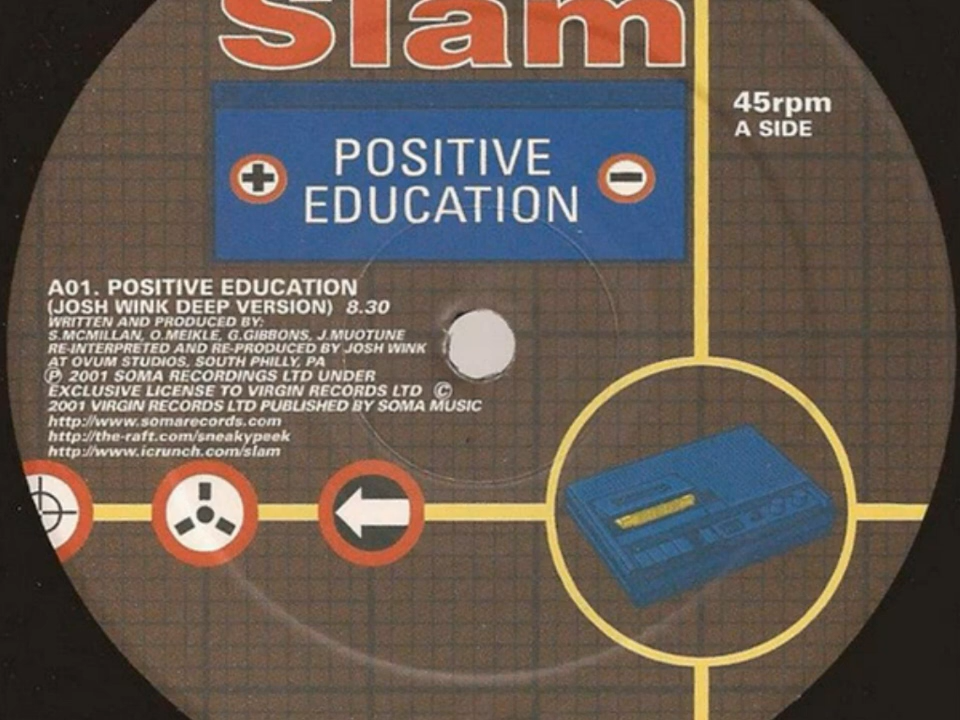 Slam
45rpm
A SIDE
POSITIVE
EDUCATION
A01. POSITIVE EDUCATION
(JOSH WINK DEEP VERSION) 8.30
WRITTEN AND PRODUCED BY:
S.MCMILLAN, O.MEIKLE, G.GIBBONS, J.MUOTUNE
RE-INTERPRETED AND RE-PRODUCED BY JOSH WINK
AT OVUM STUDIOS, SOUTH PHILLY, PA
℗ 2001 SOMA RECORDINGS LTD UNDER
EXCLUSIVE LICENSE TO VIRGIN RECORDS LTD ©
2001 VIRGIN RECORDS LTD PUBLISHED BY SOMA MUSIC
http://www.somarecords.com
http://the-raft.com/sneakypeek
http://www.icrunch.com/slam